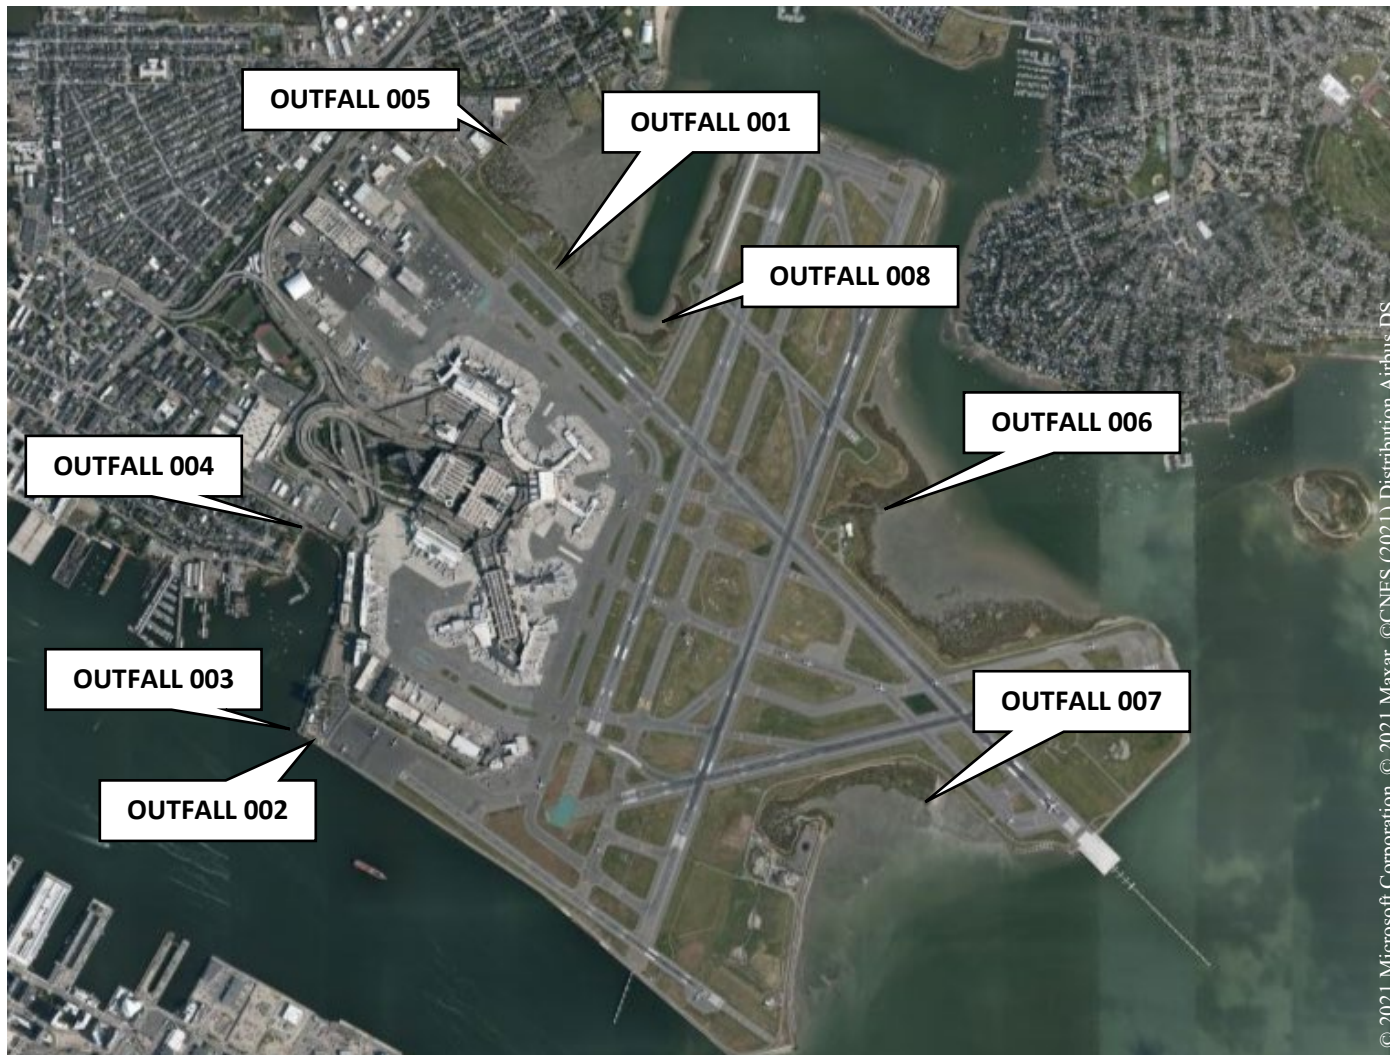 OUTFALL 005
OUTFALL 001
OUTFALL 008
OUTFALL 006
OUTFALL 004
OUTFALL 003
OUTFALL 007
OUTFALL 002
© 2021 Microsoft Corporation © 2021 Maxar ©CNES (2021) Distribution Airbus DS